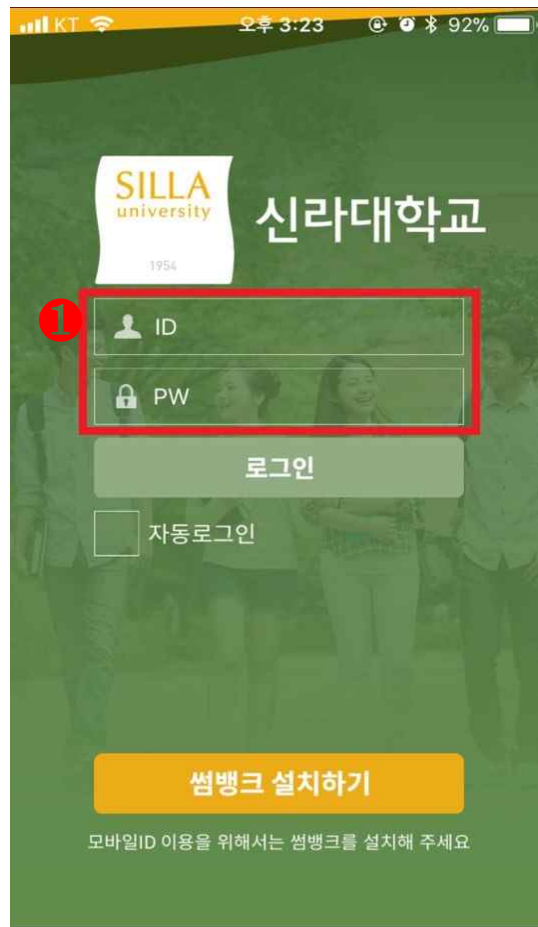 KT 오후 3:23 92%
SILLA
university
1954
신라대학교
1
ID
PW
로그인
자동로그인
썸뱅크 설치하기
모바일ID 이용을 위해서는 썸뱅크를 설치해 주세요